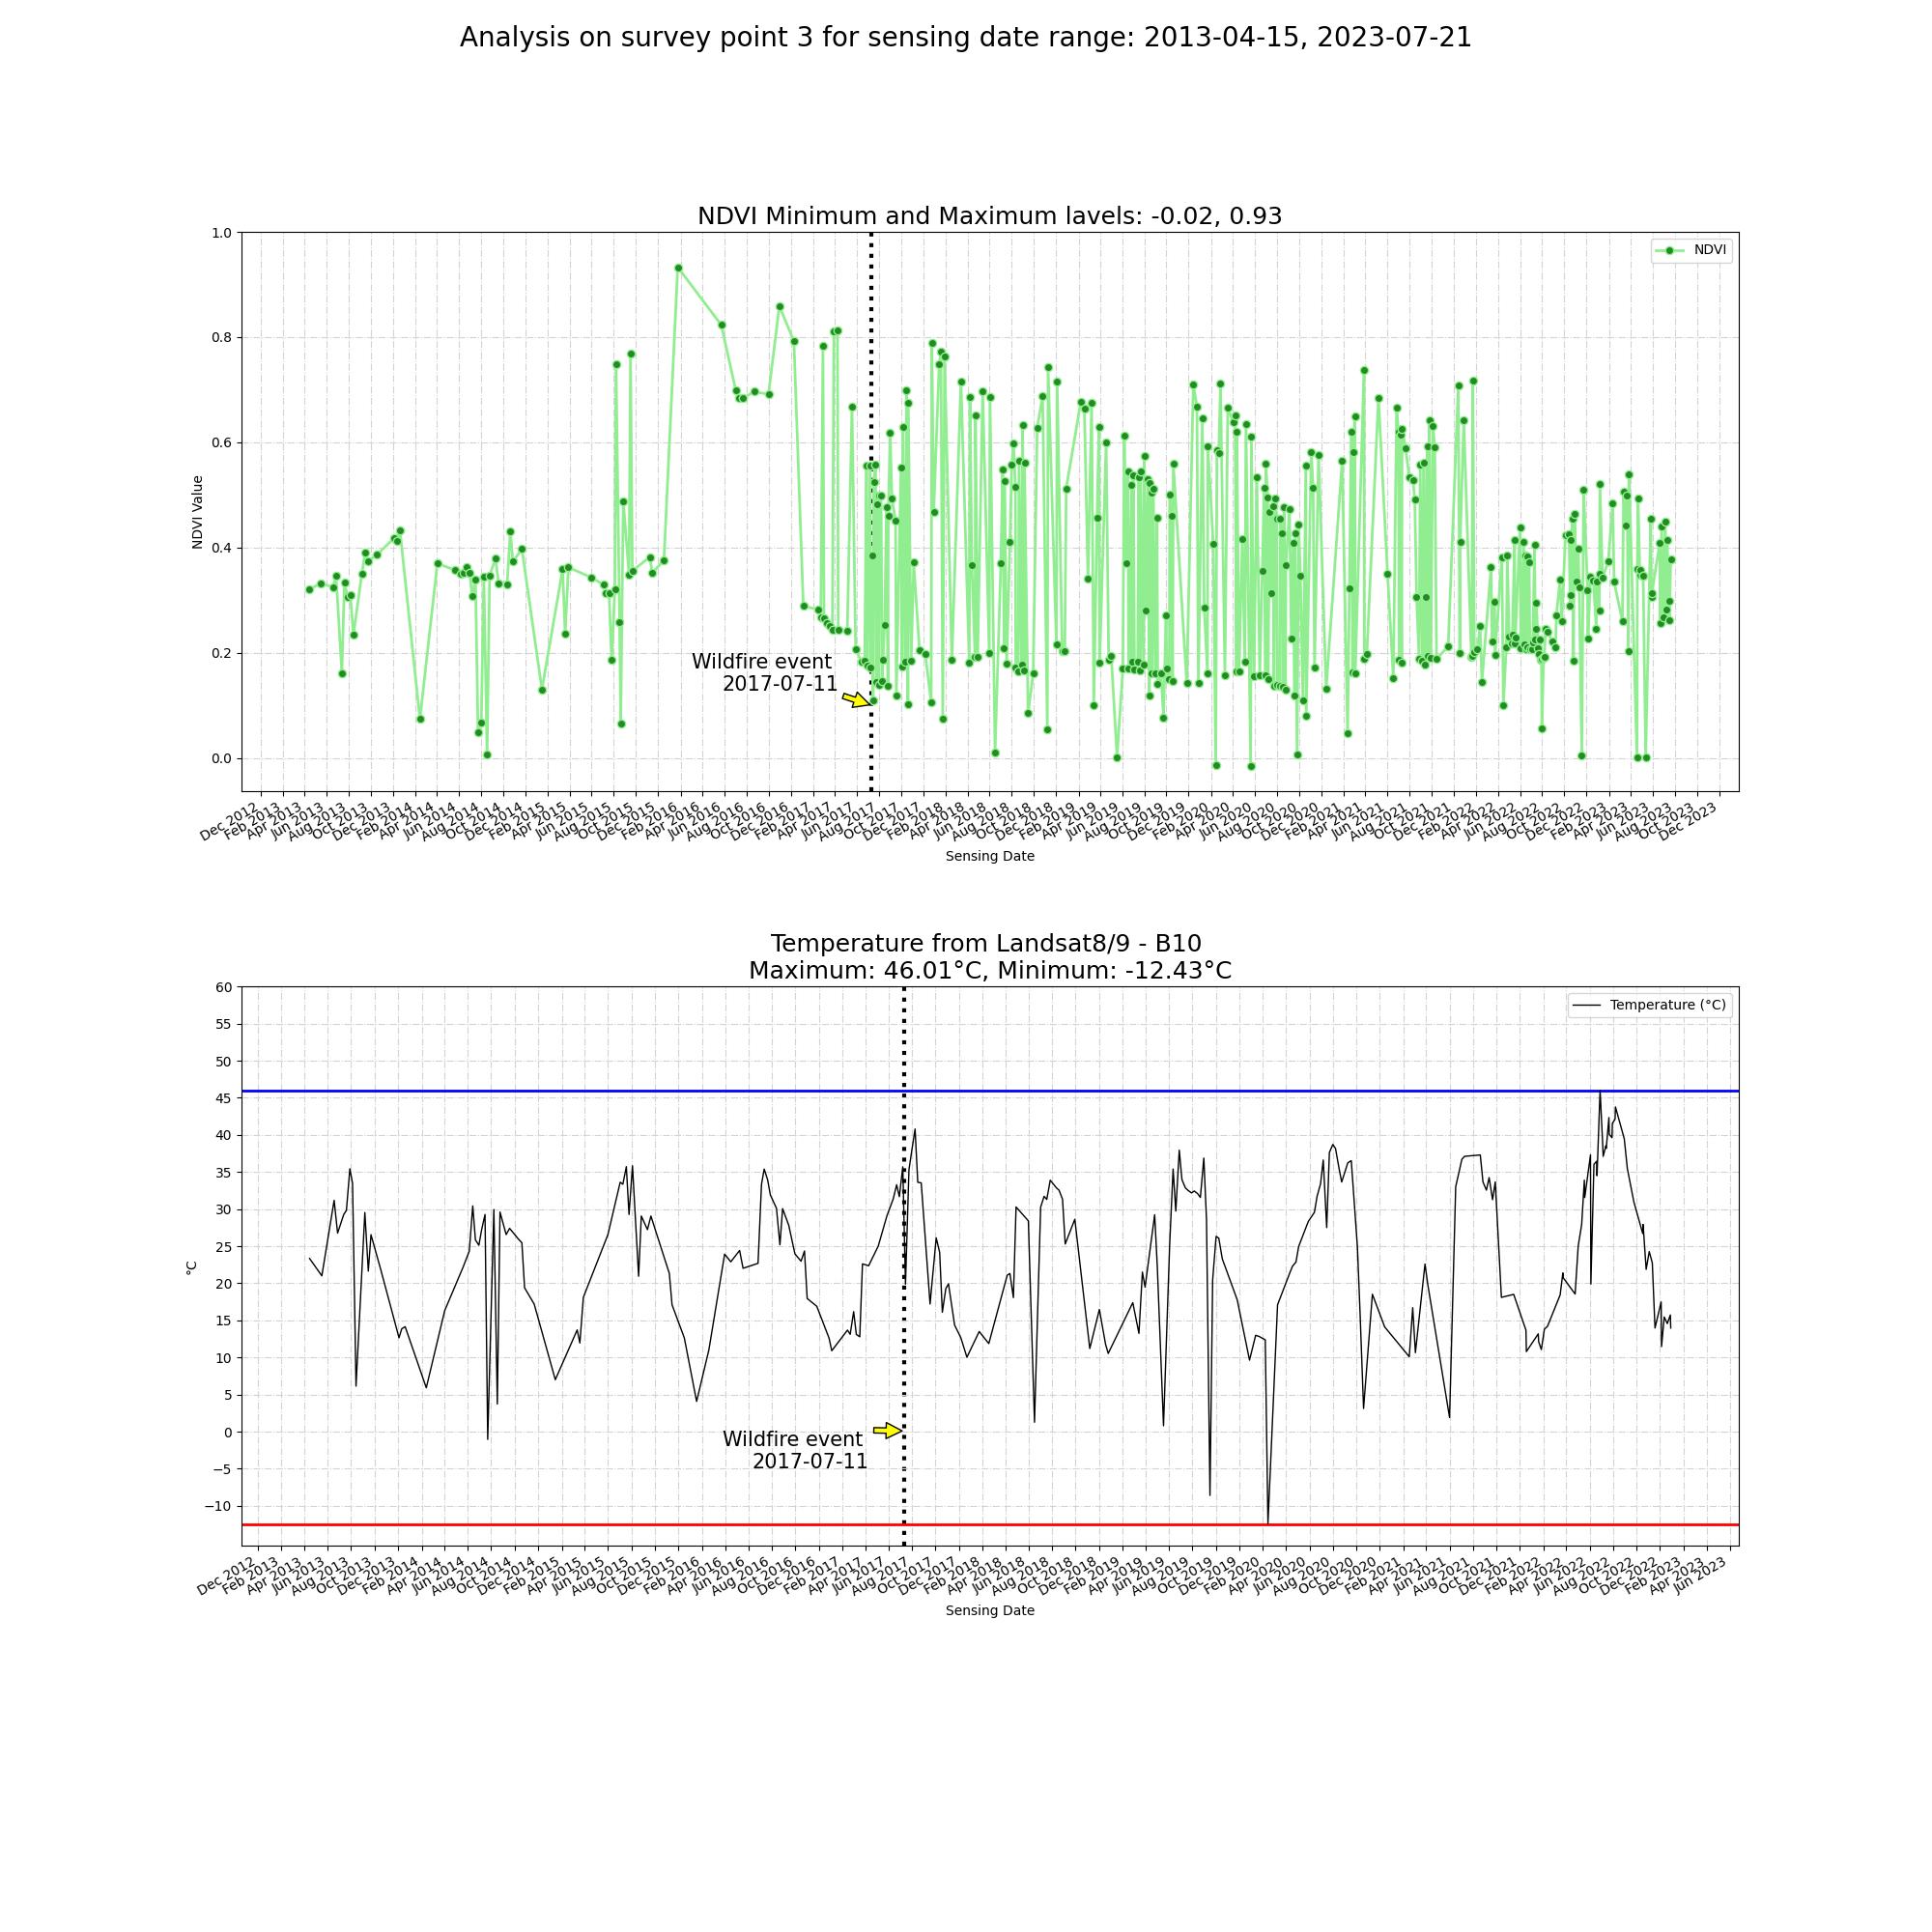 Analysis on survey point 3 for sensing date range: 2013-04-15, 2023-07-21
NDVI Minimum and Maximum lavels: -0.02, 0.93
NDVI
1.0
0.8
0.6
0.4
0.2
0.0
NDVI Value
Wildfire event
2017-07-11
Dec 2012
Feb 2013
Apr 2013
Jun 2013
Aug 2013
Oct 2013
Dec 2013
Feb 2014
Apr 2014
Jun 2014
Aug 2014
Oct 2014
Dec 2014
Feb 2015
Apr 2015
Jun 2015
Aug 2015
Oct 2015
Dec 2015
Feb 2016
Apr 2016
Jun 2016
Aug 2016
Oct 2016
Dec 2016
Feb 2017
Apr 2017
Jun 2017
Aug 2017
Oct 2017
Dec 2017
Feb 2018
Apr 2018
Jun 2018
Aug 2018
Oct 2018
Dec 2018
Feb 2019
Apr 2019
Jun 2019
Aug 2019
Oct 2019
Dec 2019
Feb 2020
Apr 2020
Jun 2020
Aug 2020
Oct 2020
Dec 2020
Feb 2021
Apr 2021
Jun 2021
Aug 2021
Oct 2021
Dec 2021
Feb 2022
Apr 2022
Jun 2022
Aug 2022
Oct 2022
Dec 2022
Feb 2023
Apr 2023
Jun 2023
Aug 2023
Oct 2023
Dec 2023
Sensing Date
Temperature from Landsat8/9 - B10
Maximum: 46.01°C, Minimum: -12.43°C
Temperature (°C)
60
55
50
45
40
35
30
25
20
15
10
5
0
−5
−10
°C
Wildfire event
2017-07-11
Dec 2012
Feb 2013
Apr 2013
Jun 2013
Aug 2013
Oct 2013
Dec 2013
Feb 2014
Apr 2014
Jun 2014
Aug 2014
Oct 2014
Dec 2014
Feb 2015
Apr 2015
Jun 2015
Aug 2015
Oct 2015
Dec 2015
Feb 2016
Apr 2016
Jun 2016
Aug 2016
Oct 2016
Dec 2016
Feb 2017
Apr 2017
Jun 2017
Aug 2017
Oct 2017
Dec 2017
Feb 2018
Apr 2018
Jun 2018
Aug 2018
Oct 2018
Dec 2018
Feb 2019
Apr 2019
Jun 2019
Aug 2019
Oct 2019
Dec 2019
Feb 2020
Apr 2020
Jun 2020
Aug 2020
Oct 2020
Dec 2020
Feb 2021
Apr 2021
Jun 2021
Aug 2021
Oct 2021
Dec 2021
Feb 2022
Apr 2022
Jun 2022
Aug 2022
Oct 2022
Dec 2022
Feb 2023
Apr 2023
Jun 2023
Sensing Date